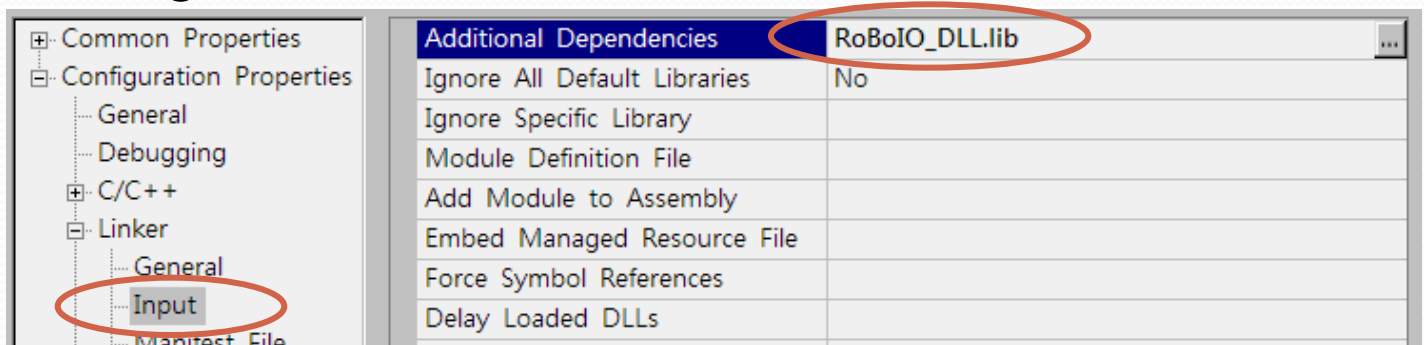 Common Properties
Configuration Properties
General
Debugging
C/C++
Linker
General
Input
Manifest File
Additional Dependencies RoBoIO_DLL.lib ...
Ignore All Default Libraries No
Ignore Specific Library
Module Definition File
Add Module to Assembly
Embed Managed Resource File
Force Symbol References
Delay Loaded DLLs